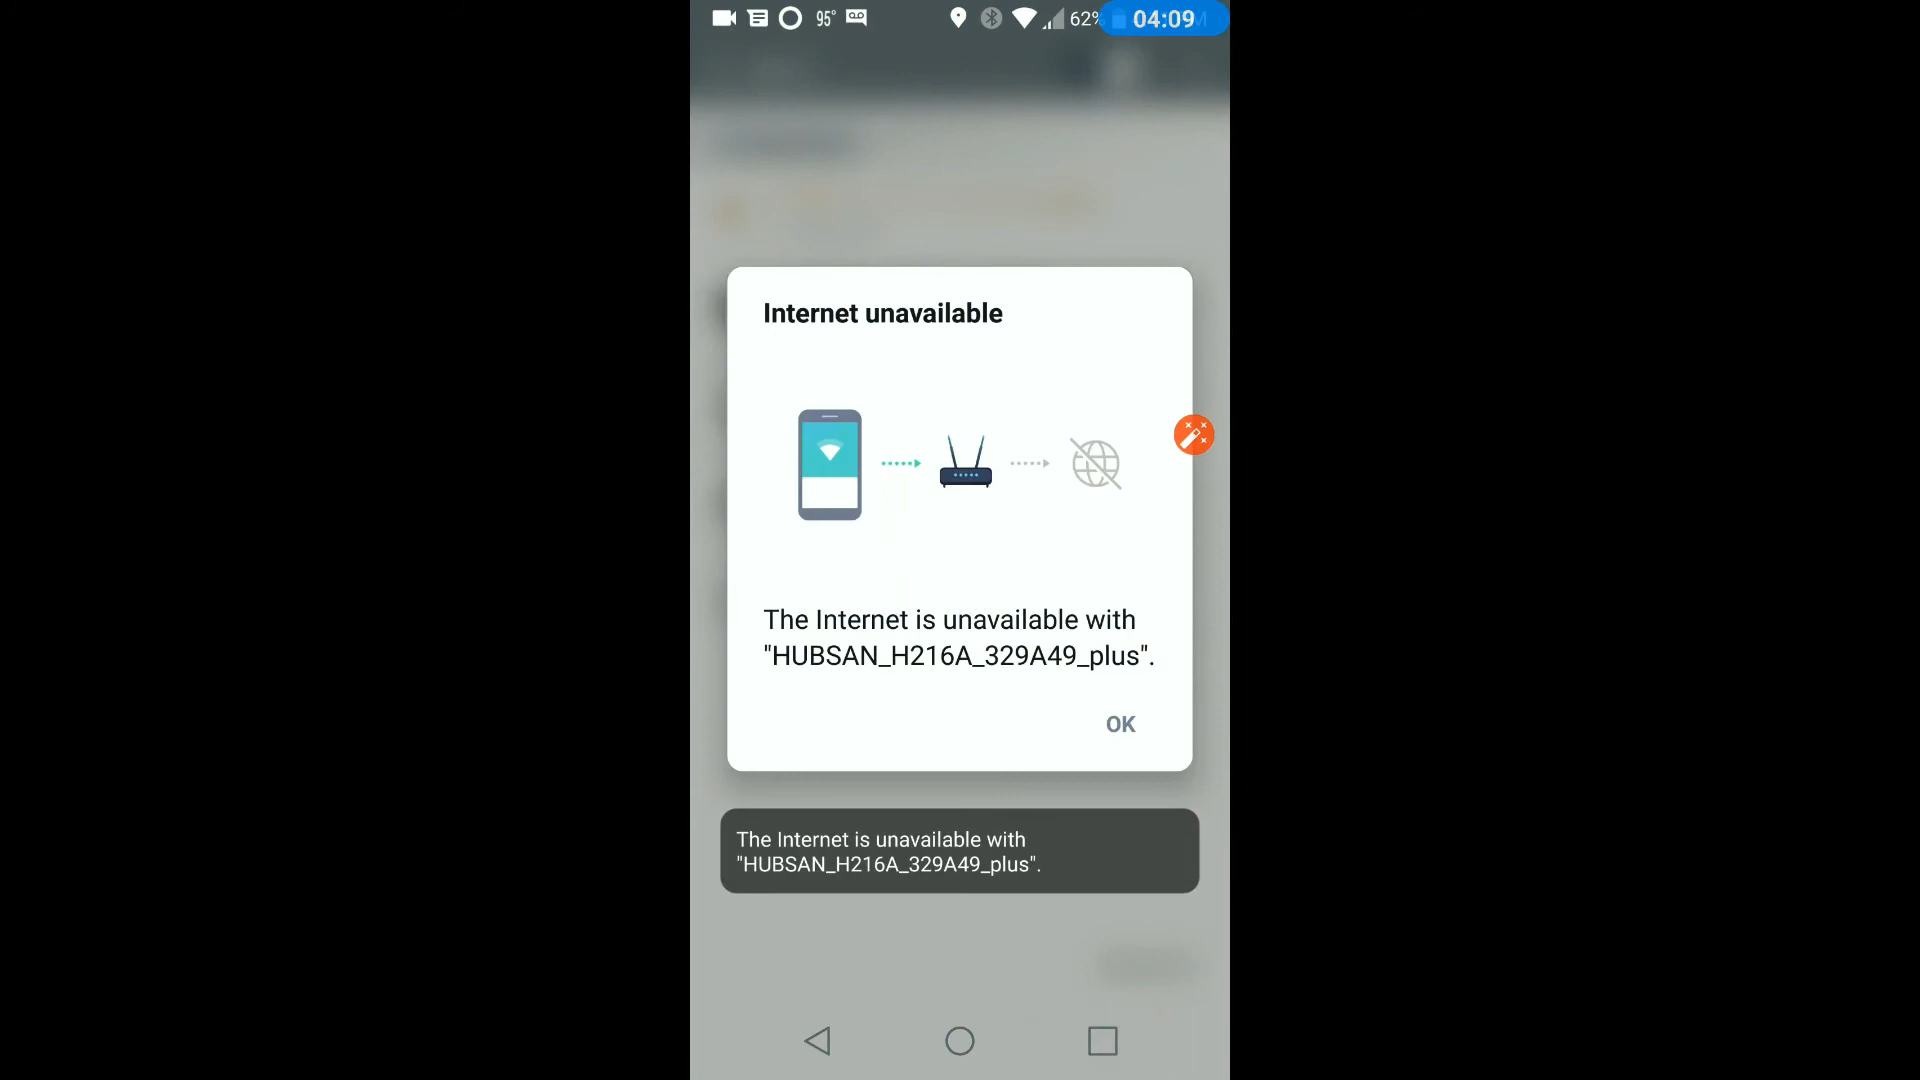 95° 62% 04:09
Internet unavailable
The Internet is unavailable with
"HUBSAN_H216A_329A49_plus".
OK
The Internet is unavailable with
"HUBSAN_H216A_329A49_plus".